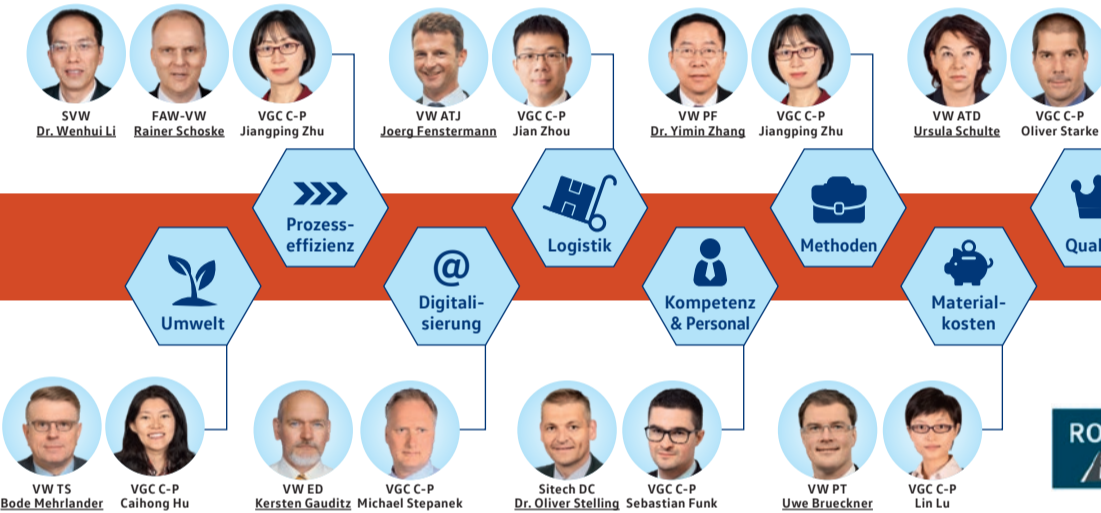 SVW
Dr. Wenhui Li
FAW-VW
Rainer Schoske
VGC C-P
Jiangping Zhu
VW ATJ
Joerg Fenstermann
VGC C-P
Jian Zhou
VW PF
Dr. Yimin Zhang
VGC C-P
Jiangping Zhu
VW ATD
Ursula Schulte
VGC C-P
Oliver Starke
Prozess-
effizienz
Logistik
Methoden
Qual
Umwelt
@
Digitali-
sierung
Kompetenz
& Personal
Material-
kosten
VW TS
Bode Mehrlander
VGC C-P
Caihong Hu
VW ED
Kersten Gauditz
VGC C-P
Michael Stepanek
Sitech DC
Dr. Oliver Stelling
VGC C-P
Sebastian Funk
VW PT
Uwe Brueckner
VGC C-P
Lin Lu
RO